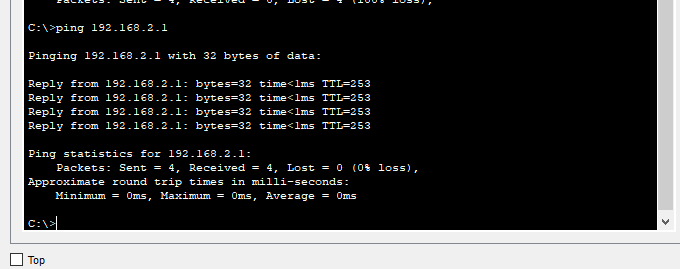 Packets: Sent = 4, Received = 0, Lost = 4 (100% loss),
C:\>ping 192.168.2.1
Pinging 192.168.2.1 with 32 bytes of data:
Reply from 192.168.2.1: bytes=32 time<1ms TTL=253
Reply from 192.168.2.1: bytes=32 time<1ms TTL=253
Reply from 192.168.2.1: bytes=32 time<1ms TTL=253
Reply from 192.168.2.1: bytes=32 time<1ms TTL=253
Ping statistics for 192.168.2.1:
Packets: Sent = 4, Received = 4, Lost = 0 (0% loss),
Approximate round trip times in milli-seconds:
Minimum = 0ms, Maximum = 0ms, Average = 0ms
C:\>
Top